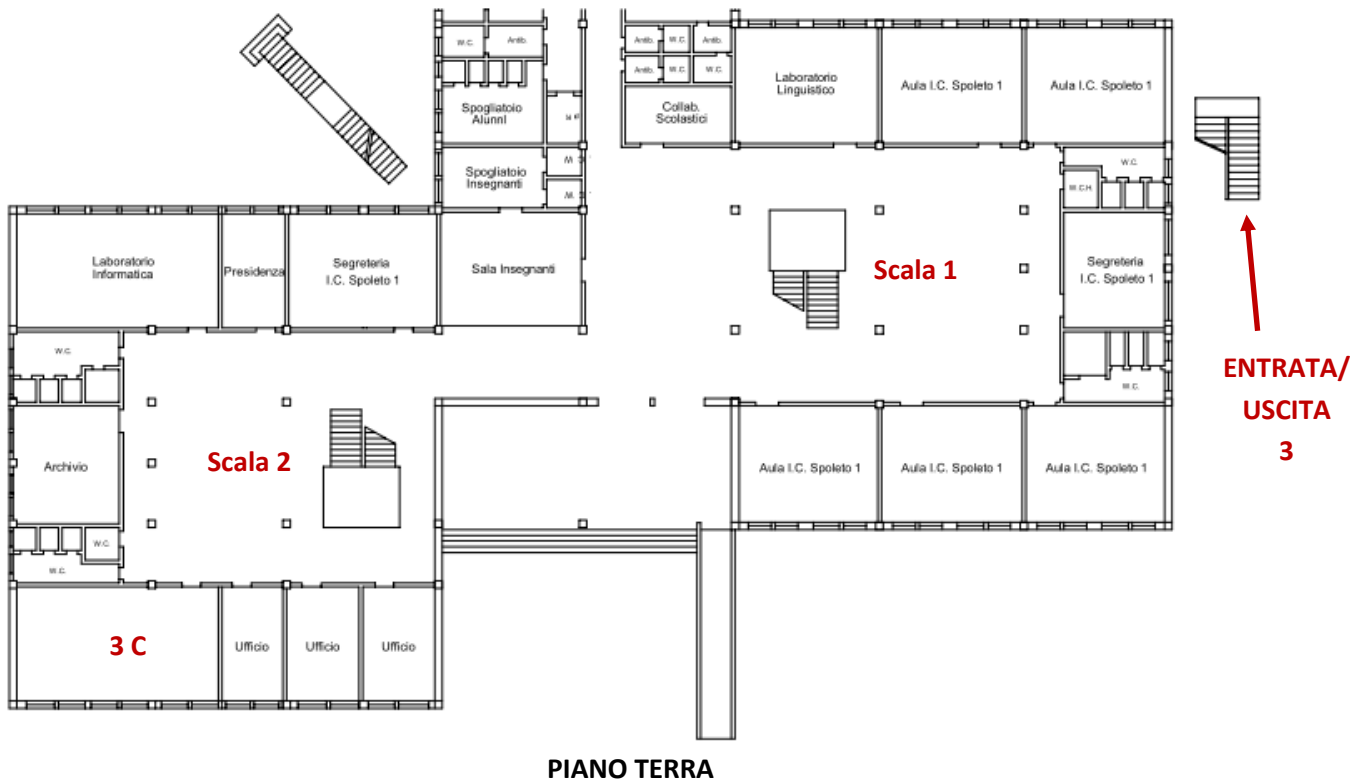 W.C.
Antib.
Antib.
W.C.
Antib.
Antib.
W.C.
W.C.
Spogliatoio
Alunni
Collab.
Scolastici
Laboratorio
Linguistico
Aula I.C. Spoleto 1
Aula I.C. Spoleto 1
Spogliatoio
Insegnanti
W.C.
W.C.
W.C.
W.C.H.
Laboratorio
Informatica
Presidenza
Segreteria
I.C. Spoleto 1
Sala Insegnanti
Scala 1
Segreteria
I.C. Spoleto 1
W.C.
W.C.
ENTRATA/
USCITA
3
Archivio
Scala 2
Aula I.C. Spoleto 1
Aula I.C. Spoleto 1
Aula I.C. Spoleto 1
W.C.
W.C.
3 C
Ufficio
Ufficio
Ufficio
PIANO TERRA